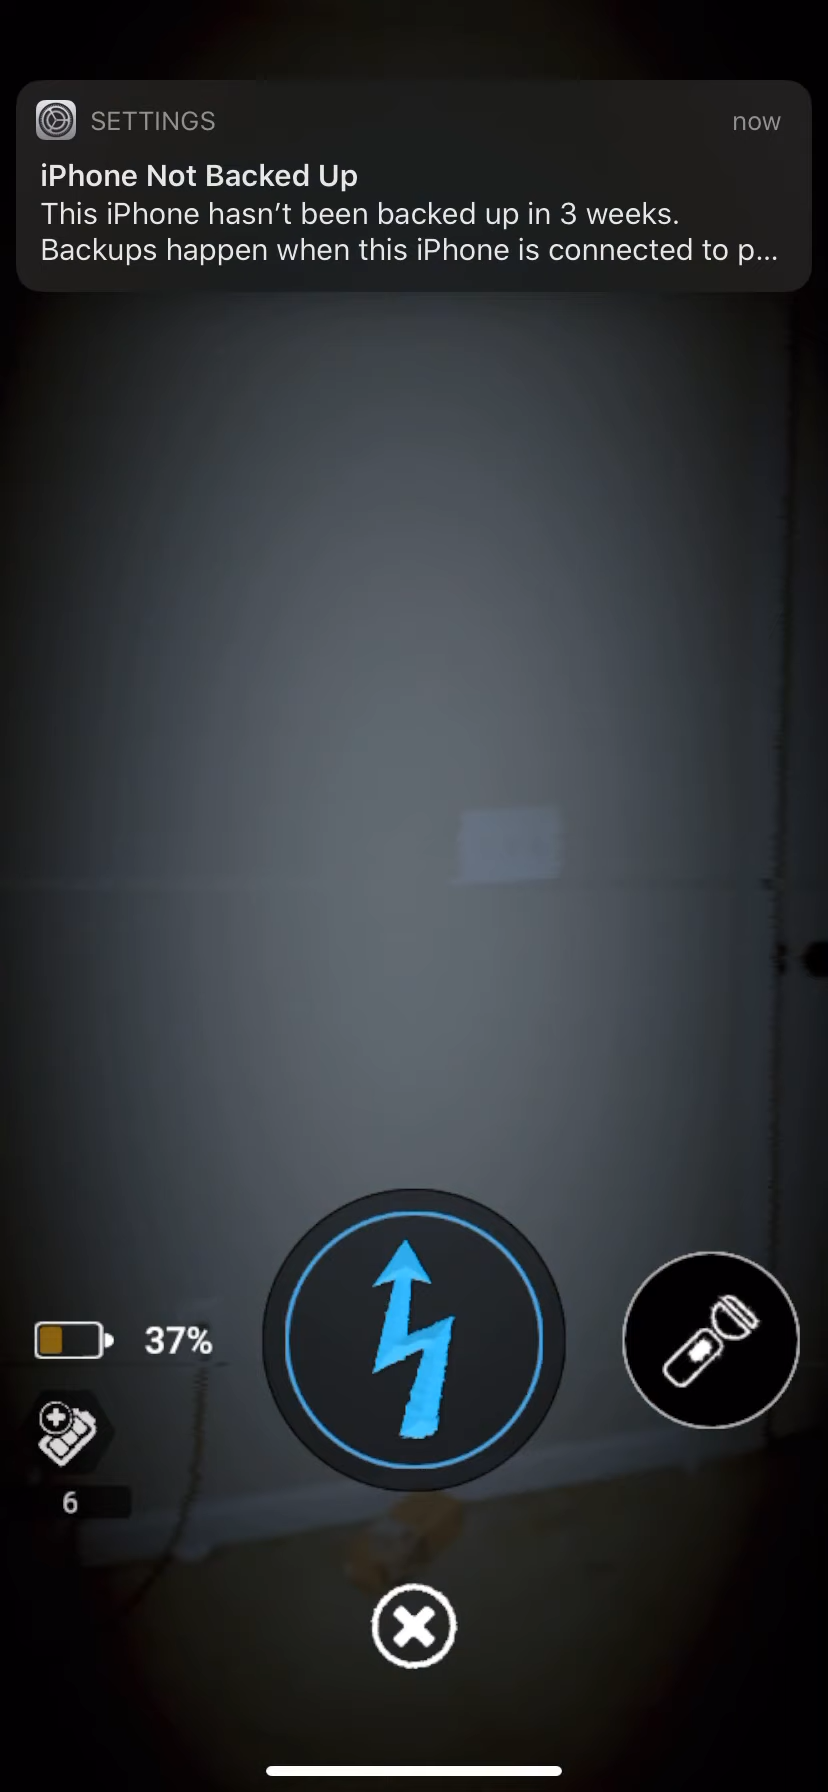 SETTINGS
now
iPhone Not Backed Up
This iPhone hasn’t been backed up in 3 weeks.
Backups happen when this iPhone is connected to p...
37%
6